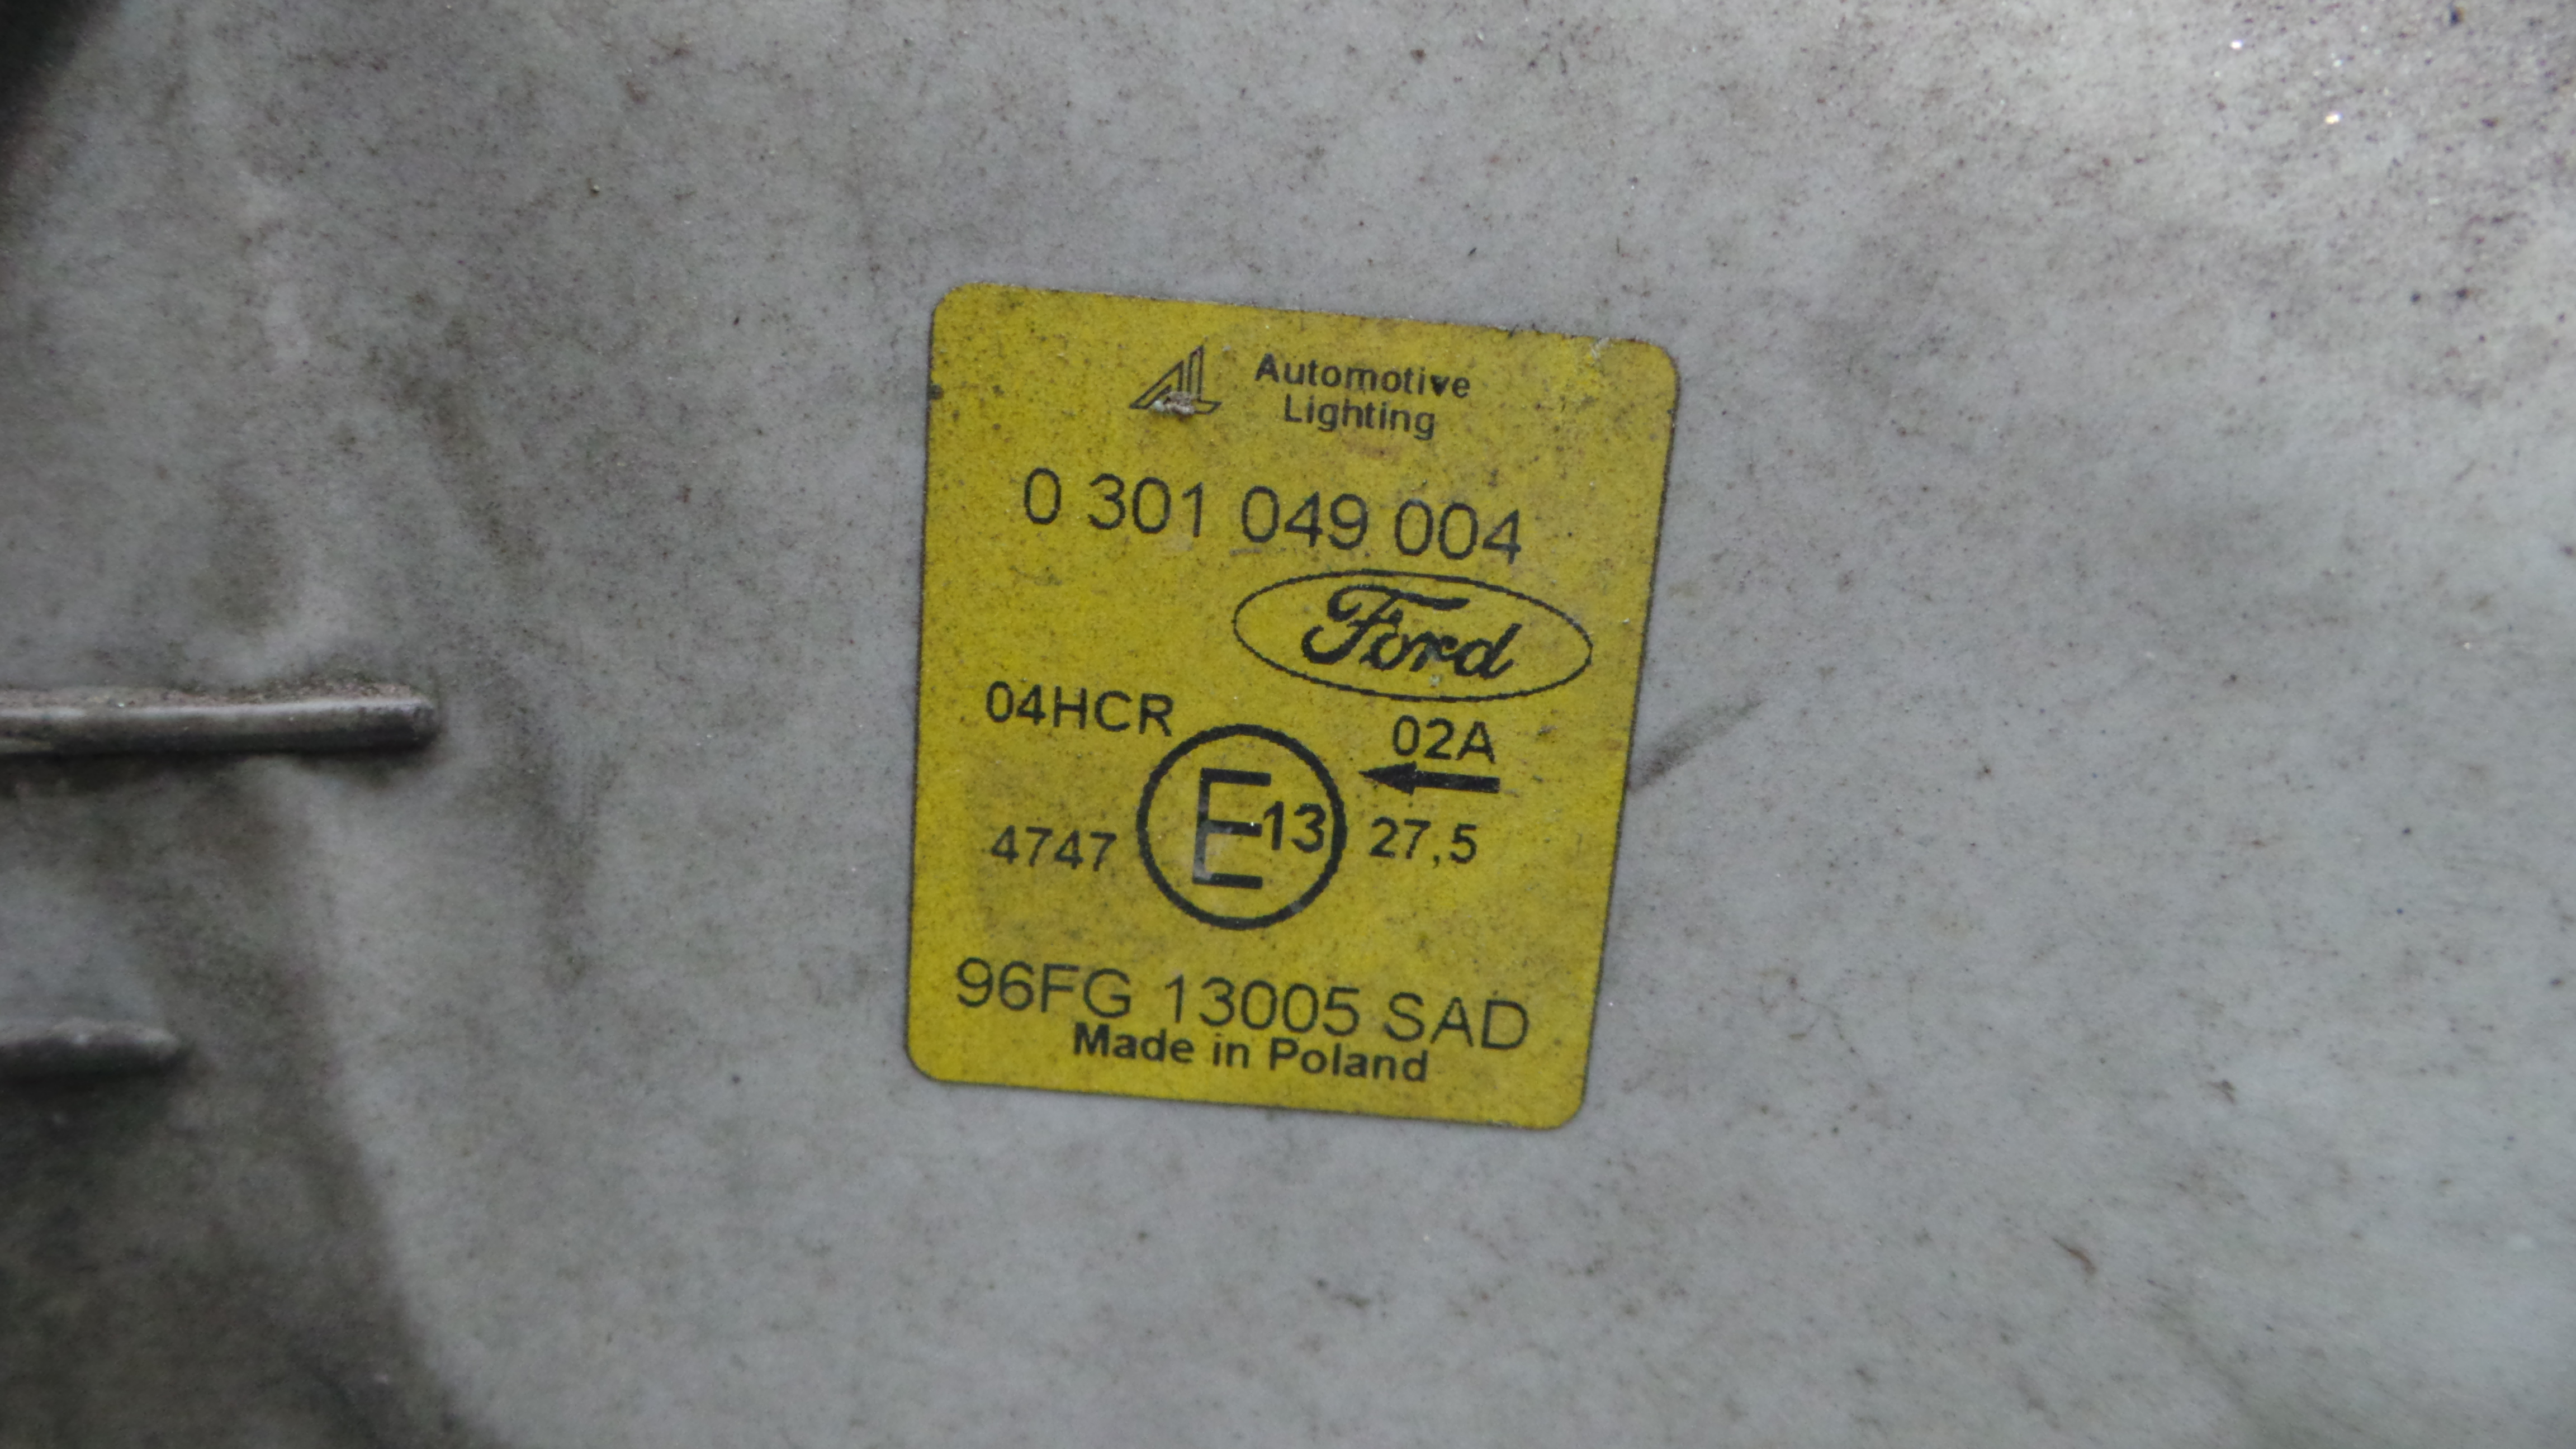 AL Automotive
Lighting
0 301 049 004
Ford
04HCR 02A
4747 E13 27,5
96FG 13005 SAD
Made in Poland